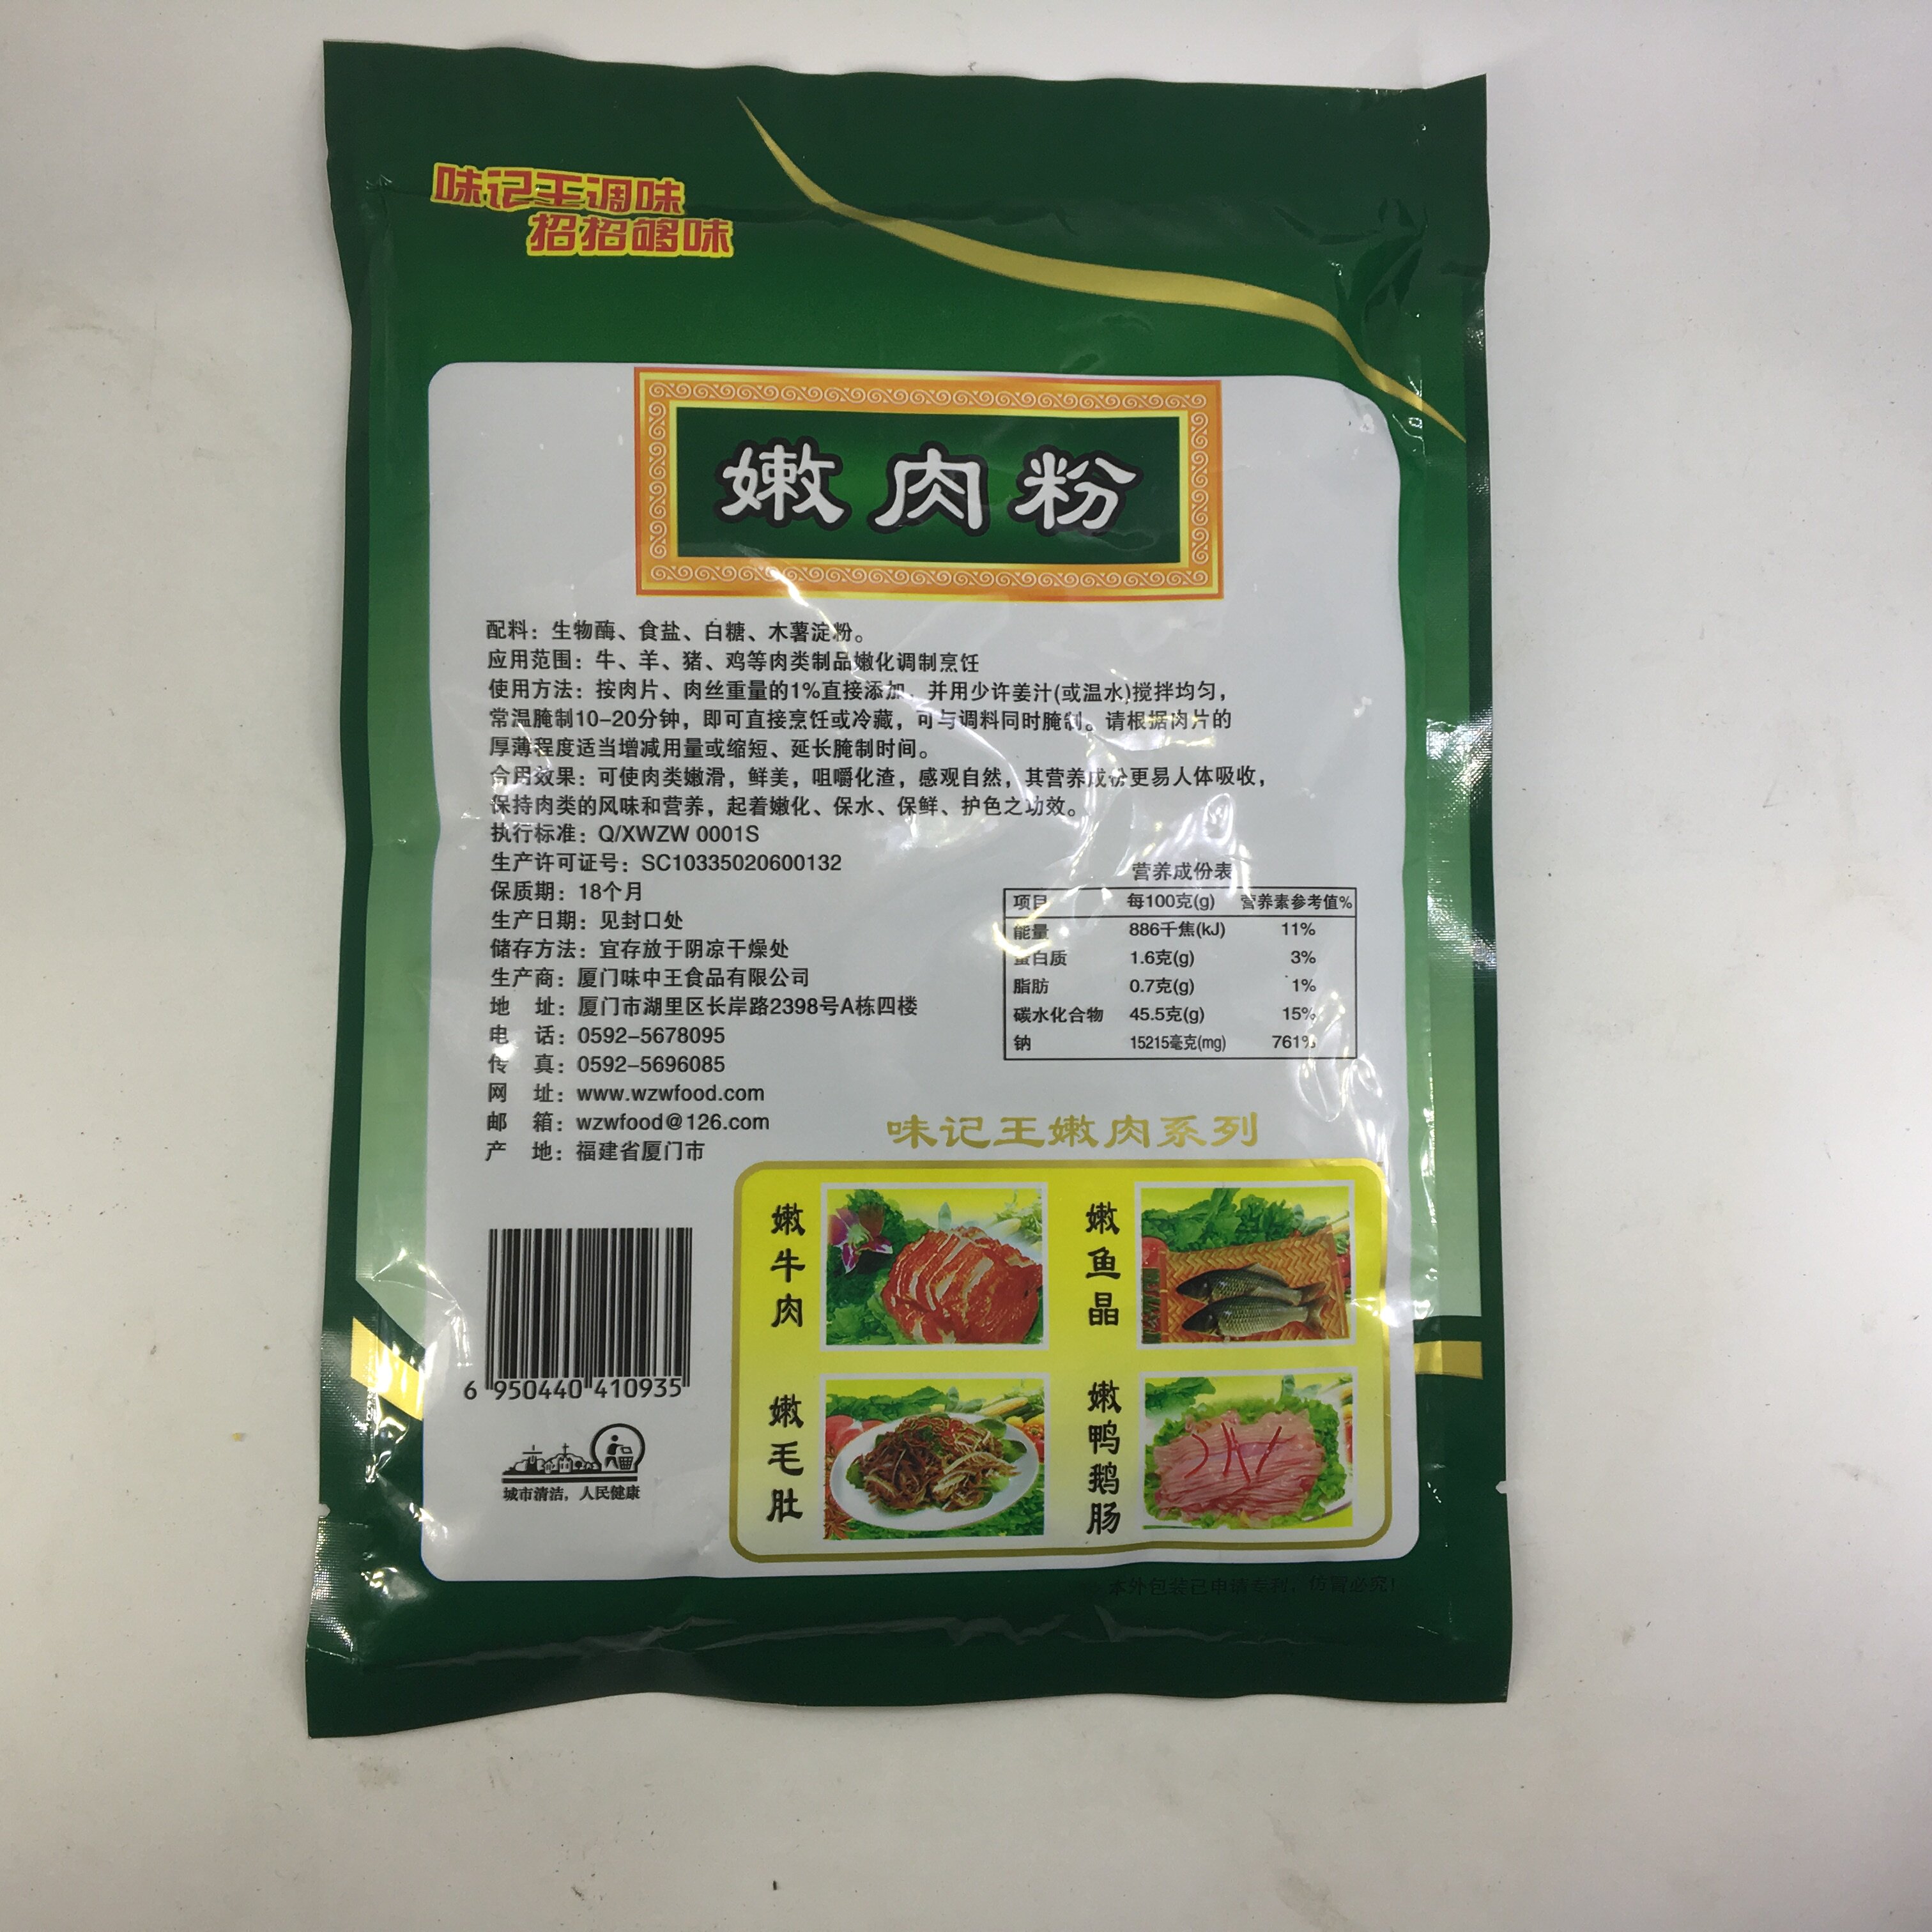 味记王调味
招招够味
嫩肉粉
配料：生物酶、食盐、白糖、木薯淀粉。
应用范围：牛、羊、猪、鸡等肉类制品嫩化调制烹饪
使用方法：按肉片、肉丝重量的1%直接添加，并用少许姜汁(或温水)搅拌均匀，
常温腌制10-20分钟，即可直接烹饪或冷藏，可与调料同时腌制。请根据肉片的
厚薄程度适当增减用量或缩短、延长腌制时间。
合用效果：可使肉类嫩滑，鲜美，咀嚼化渣，感观自然，其营养成份更易人体吸收，
保持肉类的风味和营养，起着嫩化、保水、保鲜、护色之功效。
执行标准：Q/XWZW 0001S
生产许可证号：SC10335020600132
保质期：18个月
生产日期：见封口处
储存方法：宜存放于阴凉干燥处
生产商：厦门味中王食品有限公司
地 址：厦门市湖里区长岸路2398号A栋四楼
电 话：0592-5678095
传 真：0592-5696085
网 址：www.wzwfood.com
邮 箱：wzwfood@126.com
产 地：福建省厦门市
营养成份表
项目 每100克(g) 营养素参考值%
能量 886千焦(kJ) 11%
蛋白质 1.6克(g) 3%
脂肪 0.7克(g) 1%
碳水化合物 45.5克(g) 15%
钠 15215毫克(mg) 761%
味记王嫩肉系列
嫩牛肉
嫩鱼晶
嫩毛肚
嫩鸭鹅肠
6 950440 410935
城市清洁，人民健康
本外包装已申请专利，仿冒必究！